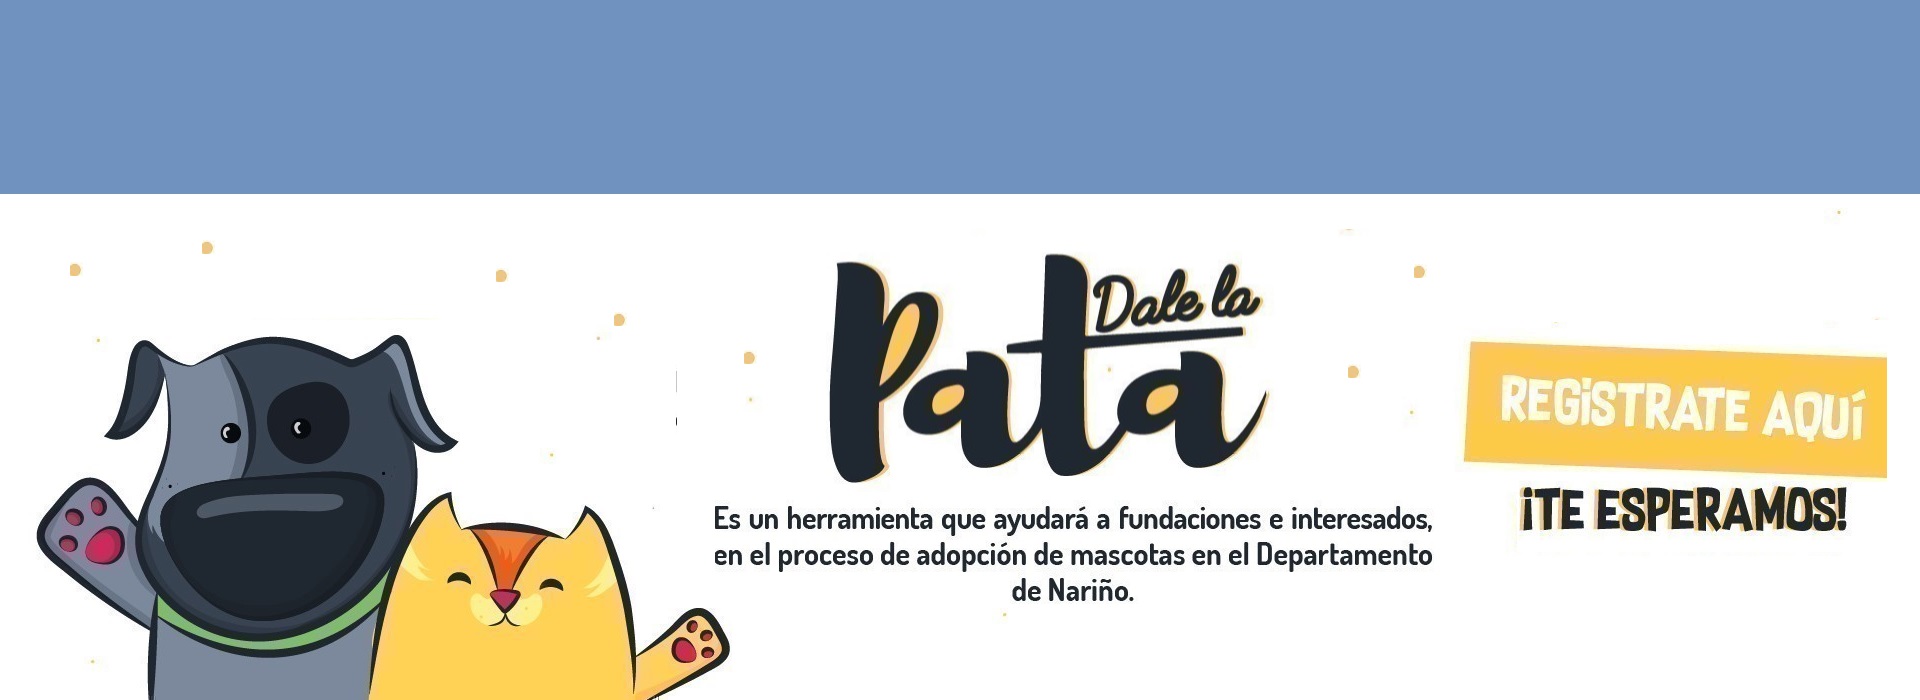 Dale la
Pata
Es un herramienta que ayudará a fundaciones e interesados,
en el proceso de adopción de mascotas en el Departamento
de Nariño.
REGISTRATE AQUÍ
¡TE ESPERAMOS!